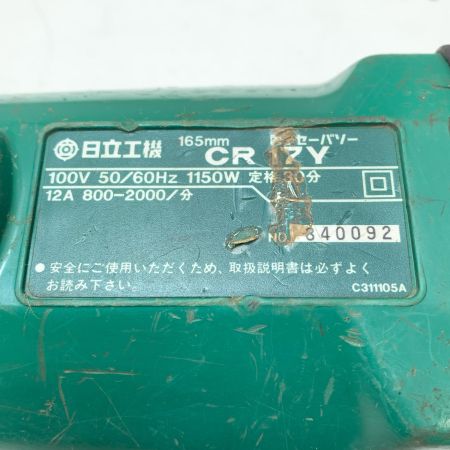 日立工機 165mm セーバソー
CR 17Y
100V 50/60Hz 1150W 定格 30分
12A 800-2000/分
NO. 840092
●安全にご使用いただくため、取扱説明書は必ずよく
お読み下さい。
C311105A